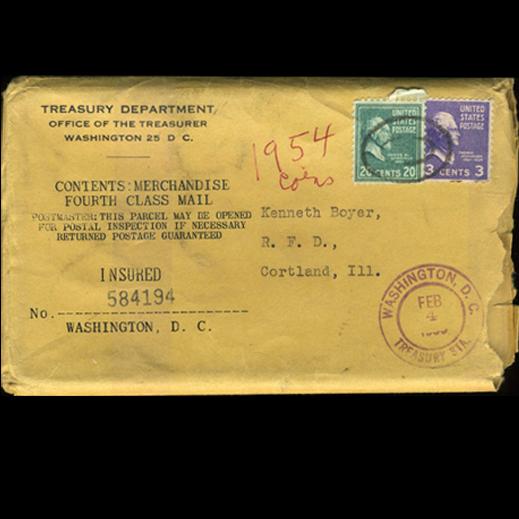 TREASURY DEPARTMENT
OFFICE OF THE TREASURER
WASHINGTON 25 D C.
1954
Coins
UNITED
STATES
POSTAGE
20 CENTS 20
UNITED
STATES
POSTAGE
3 CENTS 3
CONTENTS: MERCHANDISE
FOURTH CLASS MAIL
POSTMASTER: THIS PARCEL MAY BE OPENED
FOR POSTAL INSPECTION IF NECESSARY
RETURNED POSTAGE GUARANTEED
INSURED
584194
No.
WASHINGTON, D. C.
Kenneth Boyer,
R. F. D.,
Cortland, Ill.
WASHINGTON, D.C.
FEB
4
TREASURY STA.